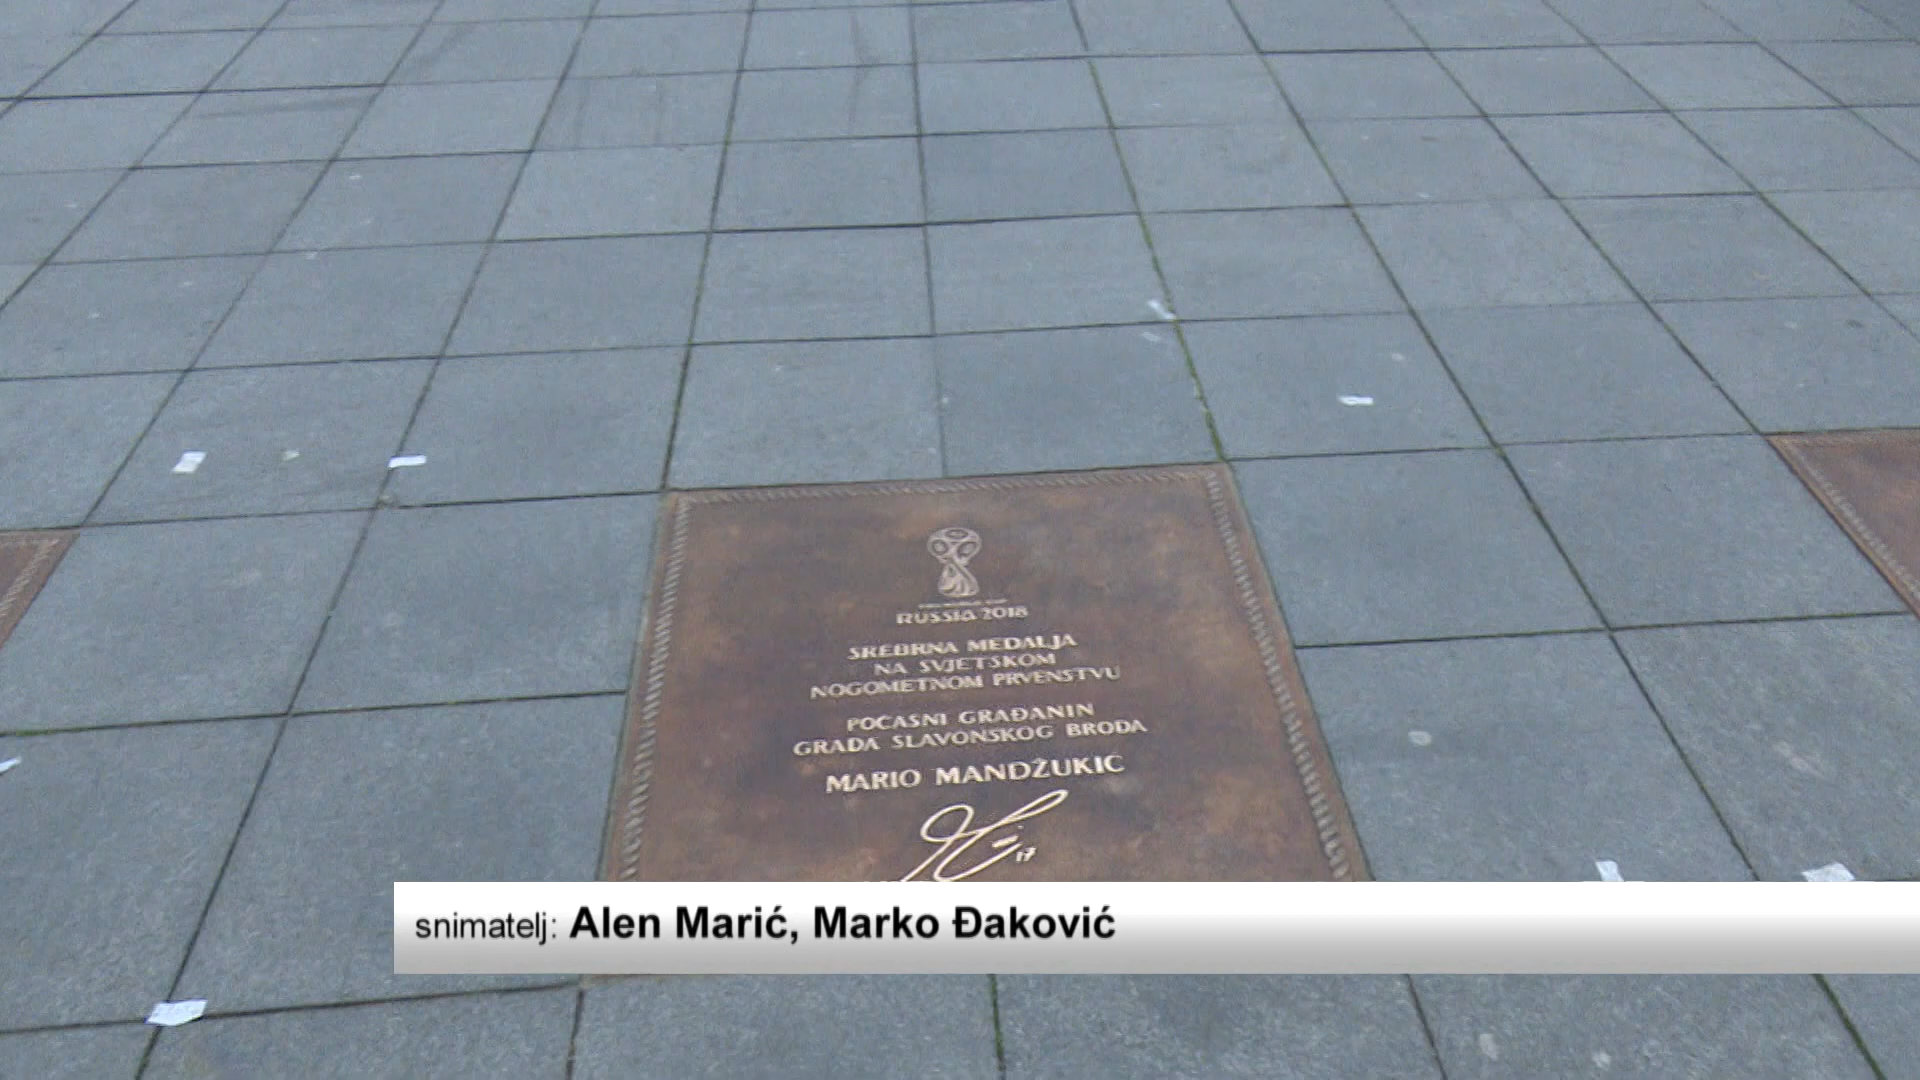 RUSSIA 2018
SREBRNA MEDALJA
NA SVJETSKOM
NOGOMETNOM PRVENSTVU
POČASNI GRAĐANIN
GRADA SLAVONSKOG BRODA
MARIO MANDŽUKIĆ
17
snimatelj: Alen Marić, Marko Đaković